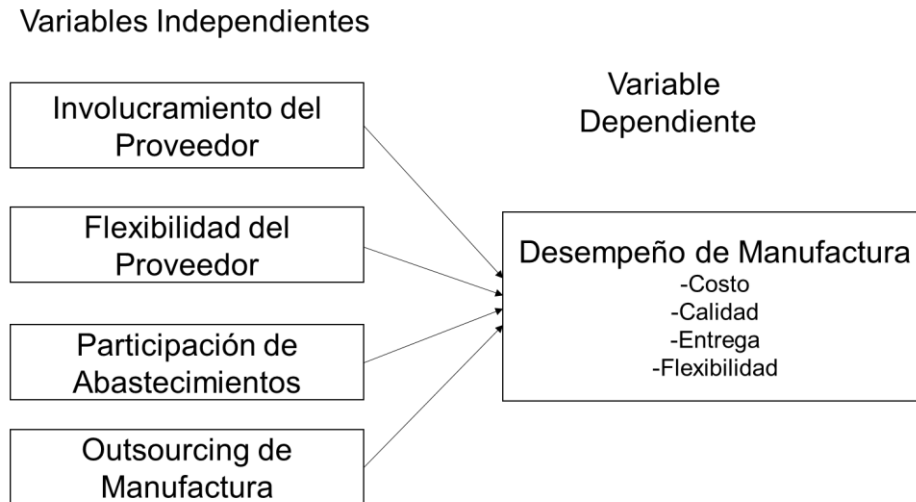 Variables Independientes
Involucramiento del
Proveedor
Flexibilidad del
Proveedor
Participación de
Abastecimientos
Outsourcing de
Manufactura
Variable
Dependiente
Desempeño de Manufactura
-Costo
-Calidad
-Entrega
-Flexibilidad